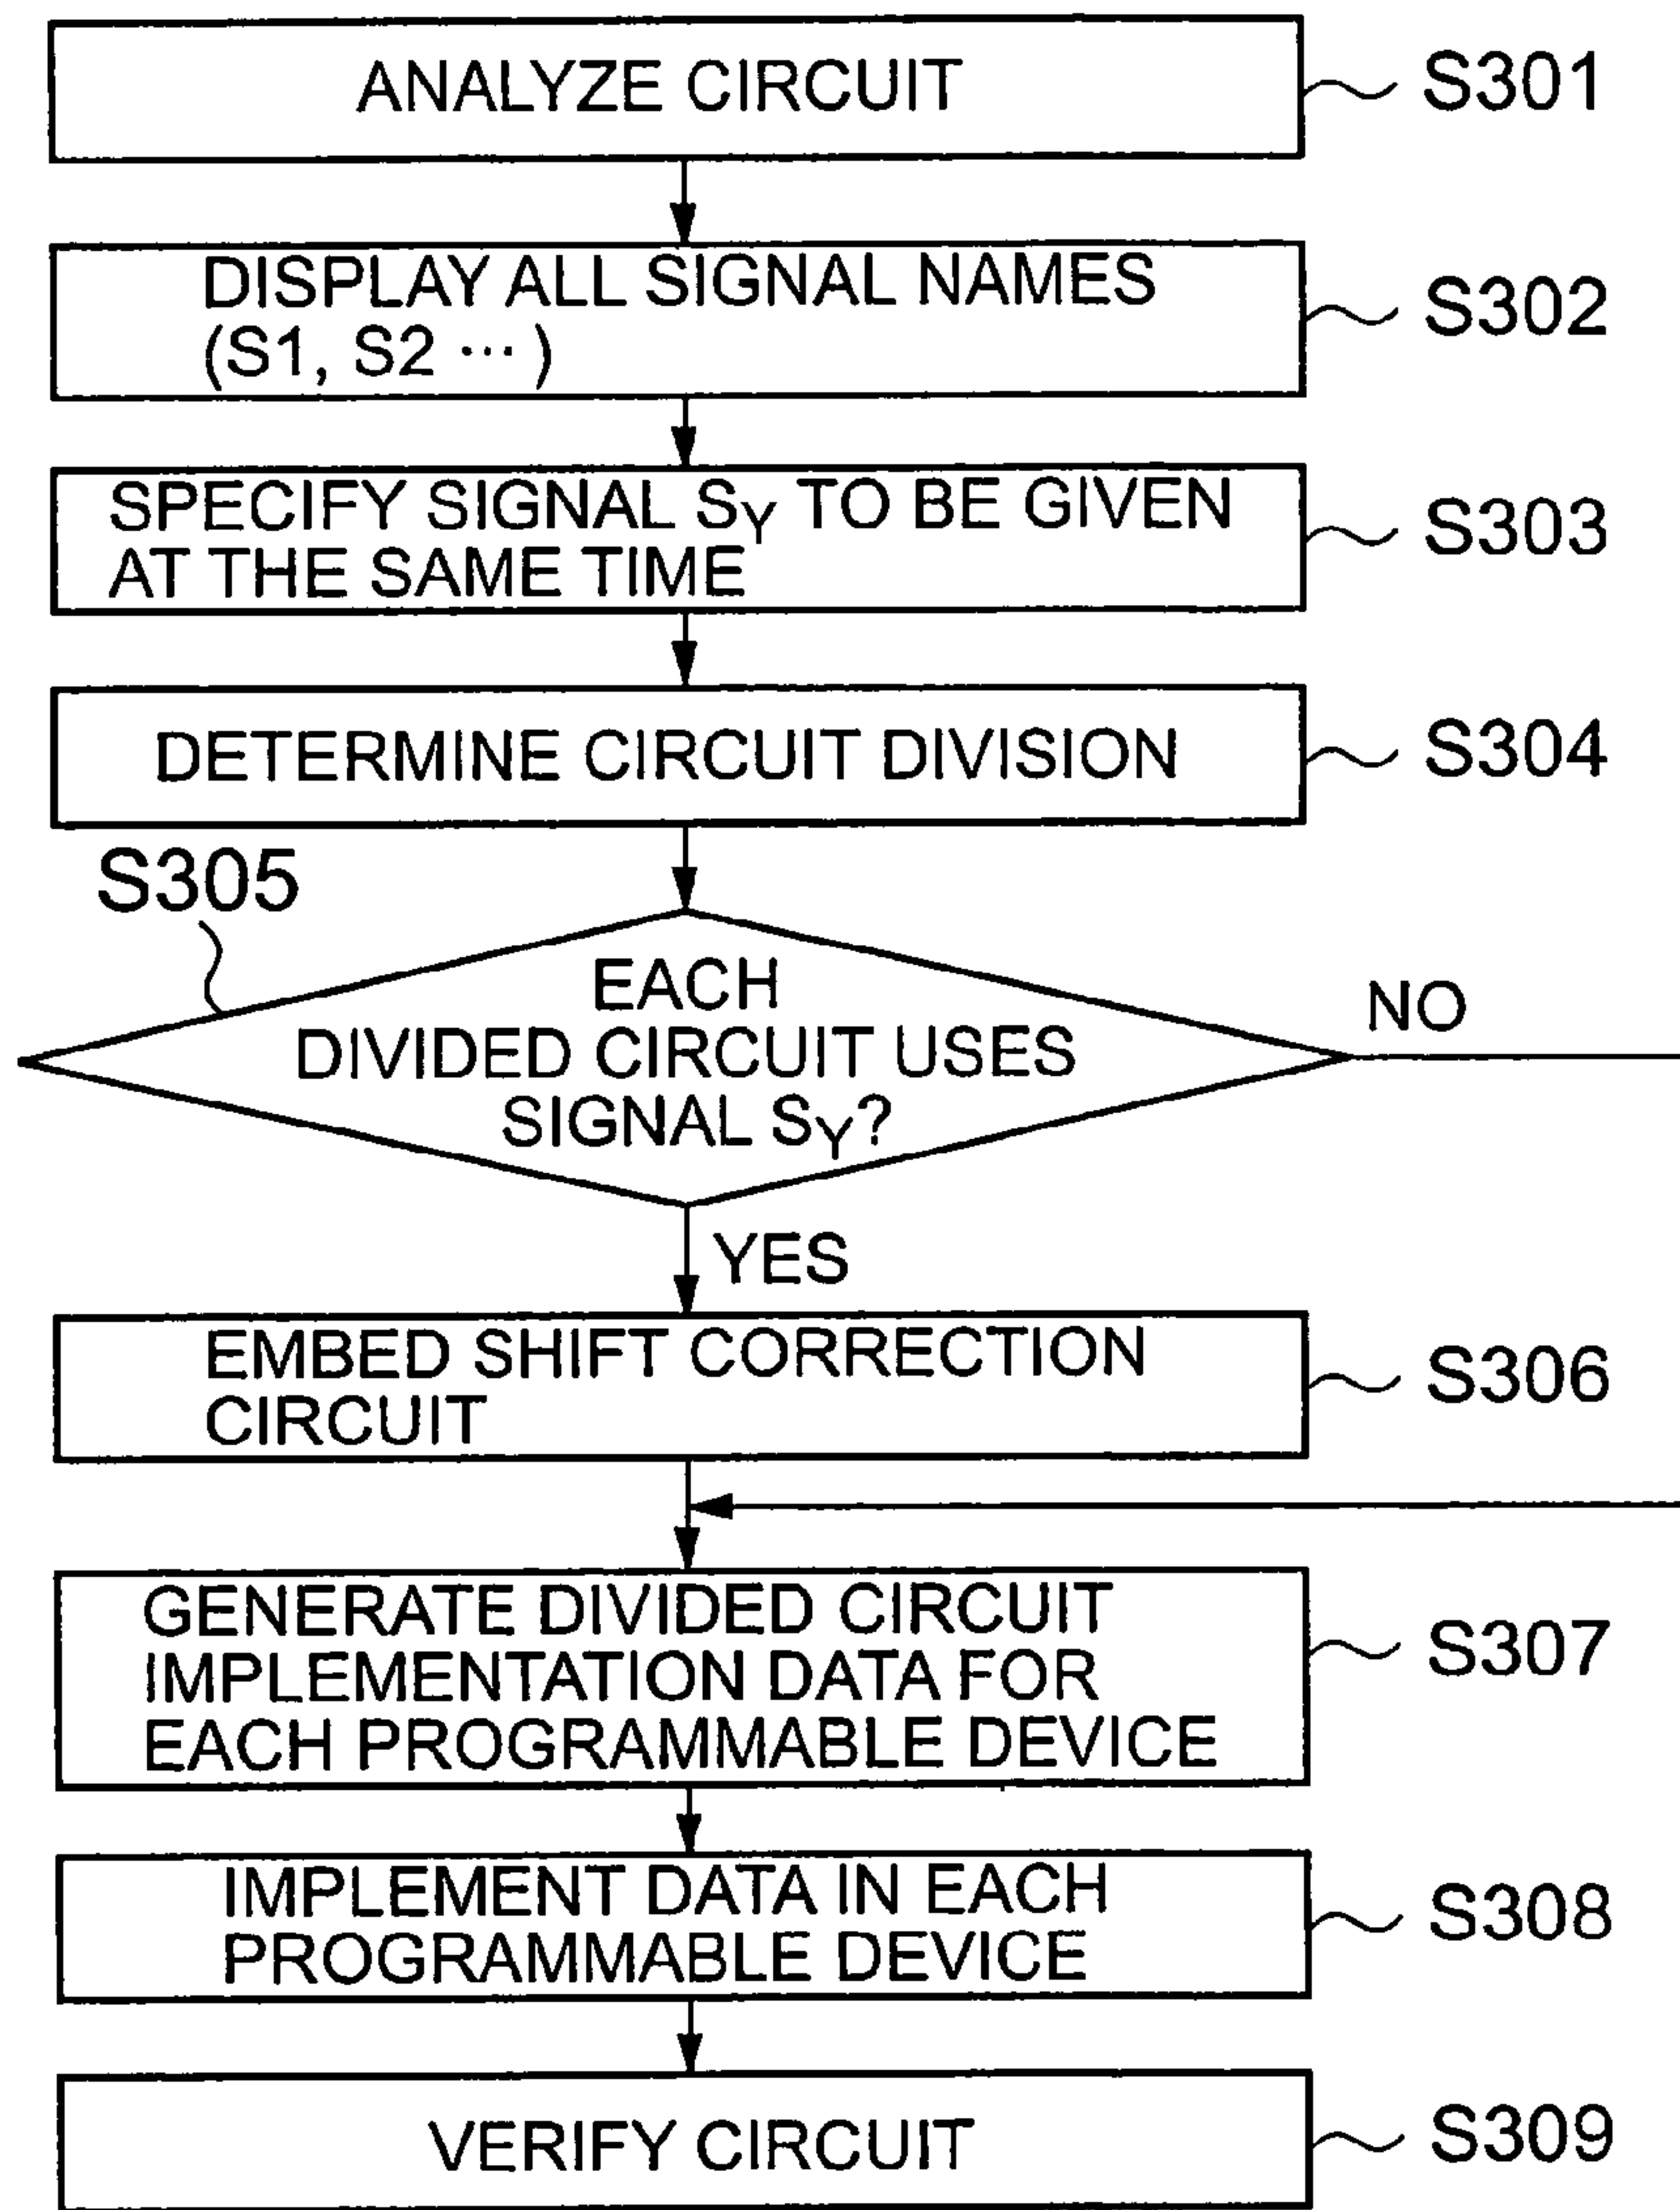 ANALYZE CIRCUIT
S301
DISPLAY ALL SIGNAL NAMES
(S1, S2 ··· )
S302
SPECIFY SIGNAL SY TO BE GIVEN
AT THE SAME TIME
S303
DETERMINE CIRCUIT DIVISION
S304
S305
EACH
DIVIDED CIRCUIT USES
SIGNAL SY?
NO
YES
EMBED SHIFT CORRECTION
CIRCUIT
S306
GENERATE DIVIDED CIRCUIT
IMPLEMENTATION DATA FOR
EACH PROGRAMMABLE DEVICE
S307
IMPLEMENT DATA IN EACH
PROGRAMMABLE DEVICE
S308
VERIFY CIRCUIT
S309